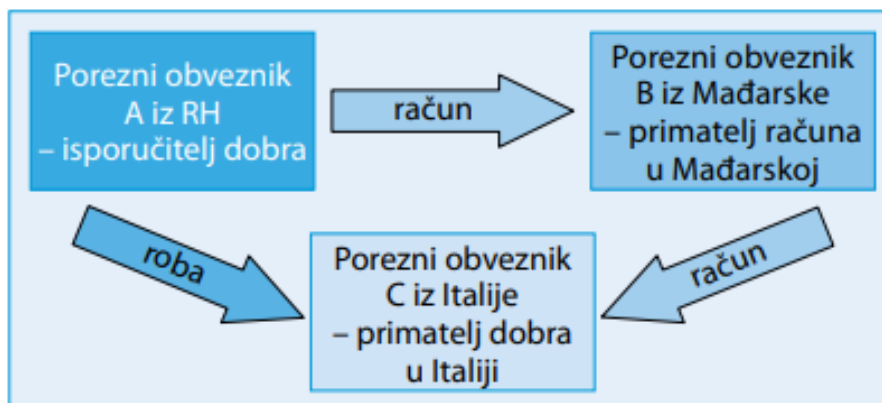 Porezni obveznik
A iz RH
– isporučitelj dobra
račun
Porezni obveznik
B iz Mađarske
– primatelj računa
u Mađarskoj
roba
Porezni obveznik
C iz Italije
– primatelj dobra
u Italiji
račun